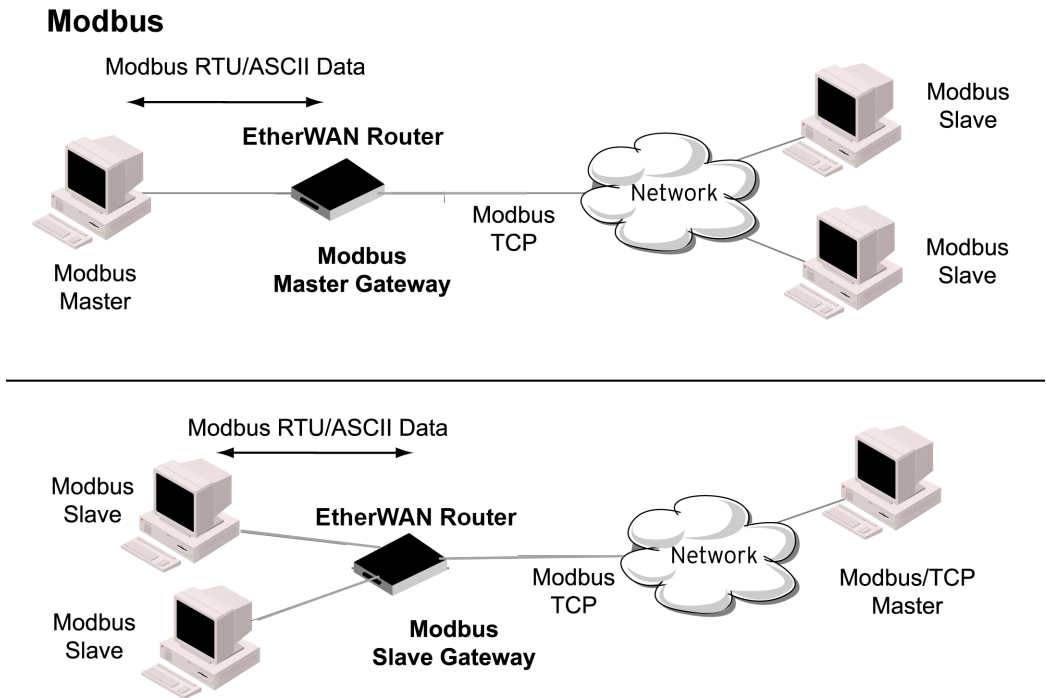 Modbus
Modbus RTU/ASCII Data
EtherWAN Router
Modbus
Slave
Network
Modbus
TCP
Modbus
Master Gateway
Modbus
Master
Modbus
Slave
Modbus RTU/ASCII Data
Modbus
Slave
EtherWAN Router
Network
Modbus
TCP
Modbus/TCP
Master
Modbus
Slave
Modbus
Slave Gateway